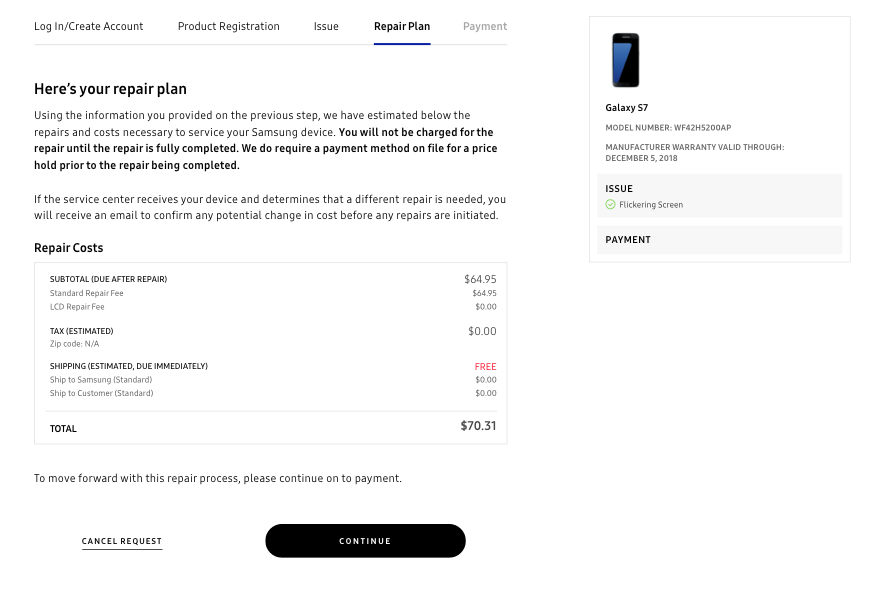 Log In/Create Account Product Registration Issue Repair Plan Payment
Here's your repair plan
Using the information you provided on the previous step, we have estimated below the
repairs and costs necessary to service your Samsung device. You will not be charged for the
repair until the repair is fully completed. We do require a payment method on file for a price
hold prior to the repair being completed.
If the service center receives your device and determines that a different repair is needed, you
will receive an email to confirm any potential change in cost before any repairs are initiated.
Repair Costs
SUBTOTAL (DUE AFTER REPAIR) $64.95
Standard Repair Fee $64.95
LCD Repair Fee $0.00
TAX (ESTIMATED) $0.00
Zip code: N/A
SHIPPING (ESTIMATED, DUE IMMEDIATELY) FREE
Ship to Samsung (Standard) $0.00
Ship to Customer (Standard) $0.00
TOTAL $70.31
To move forward with this repair process, please continue on to payment.
CANCEL REQUEST CONTINUE
Galaxy S7
MODEL NUMBER: WF42H5200AP
MANUFACTURER WARRANTY VALID THROUGH:
DECEMBER 5, 2018
ISSUE
Flickering Screen
PAYMENT